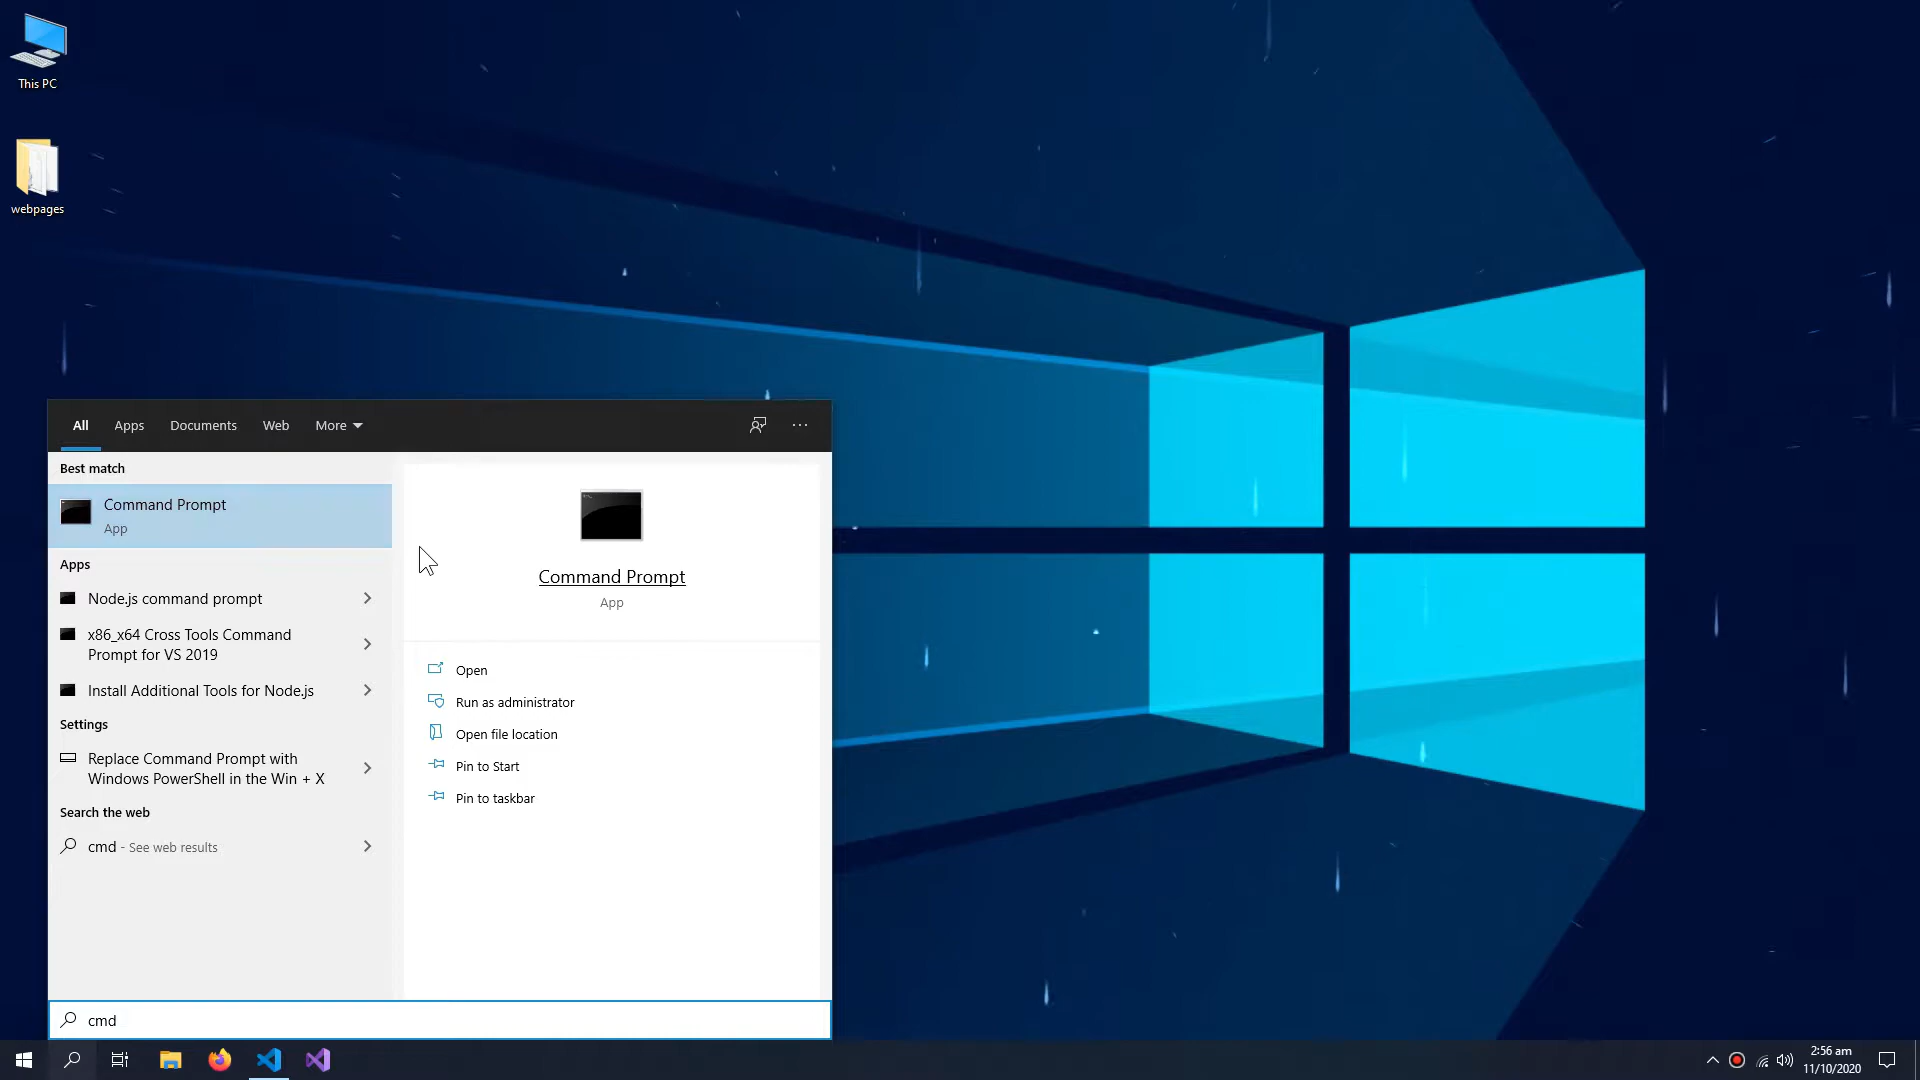 This PC
webpages
All Apps Documents Web More
Best match
Command Prompt
App
Apps
Node.js command prompt
x86_x64 Cross Tools Command
Prompt for VS 2019
Install Additional Tools for Node.js
Settings
Replace Command Prompt with
Windows PowerShell in the Win + X
Search the web
cmd - See web results
Command Prompt
App
Open
Run as administrator
Open file location
Pin to Start
Pin to taskbar
cmd
2:56 am
11/10/2020